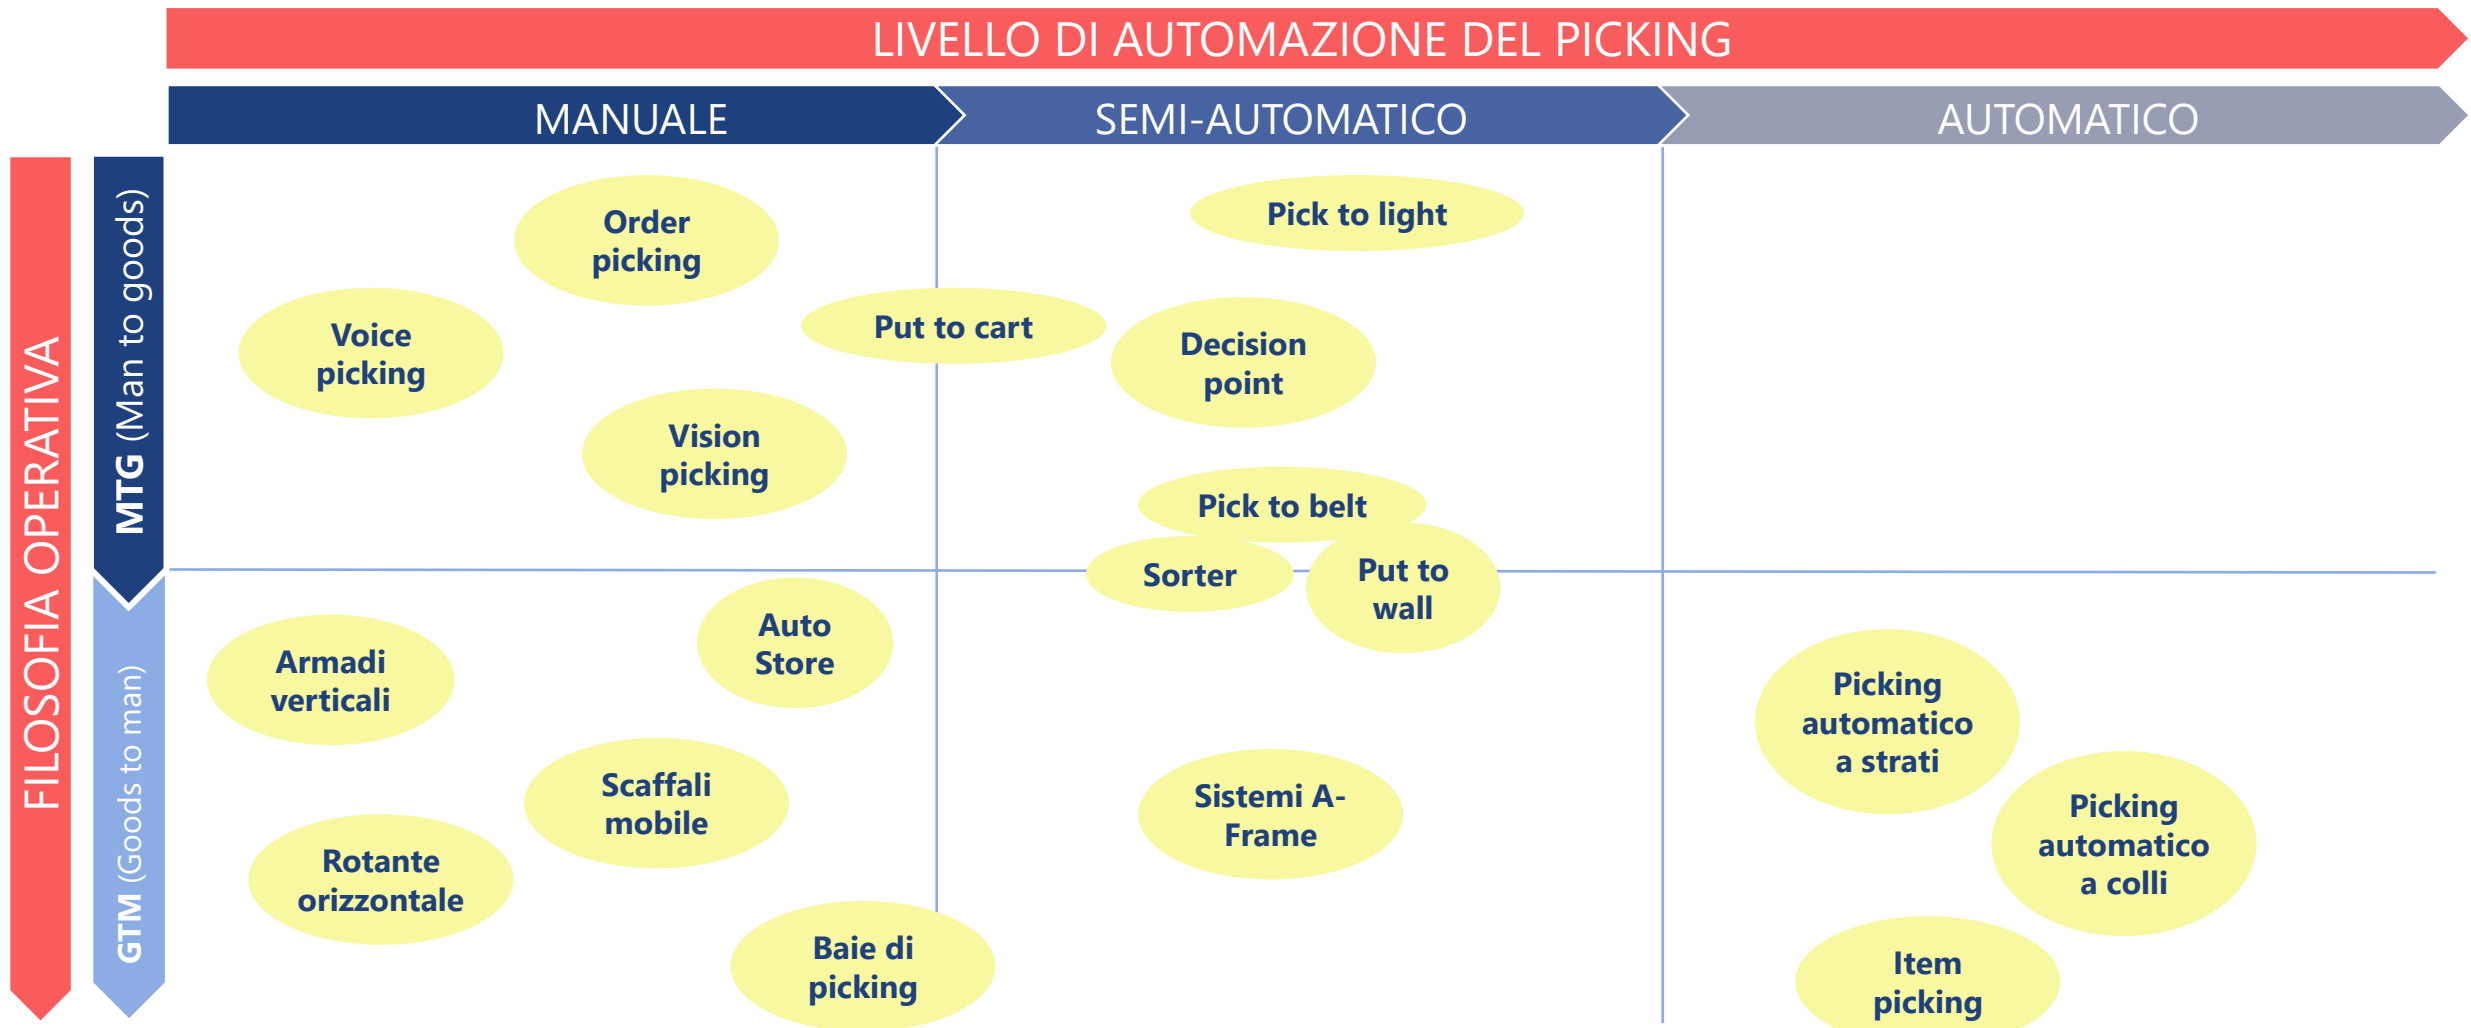 LIVELLO DI AUTOMAZIONE DEL PICKING
MANUALE
SEMI-AUTOMATICO
AUTOMATICO
FILOSOFIA OPERATIVA
MTG (Man to goods)
GTM (Goods to man)
Order
picking
Voice
picking
Vision
picking
Put to cart
Pick to light
Decision
point
Pick to belt
Sorter
Put to
wall
Armadi
verticali
Auto
Store
Scaffali
mobile
Rotante
orizzontale
Baie di
picking
Sistemi A-
Frame
Picking
automatico
a strati
Picking
automatico
a colli
Item
picking